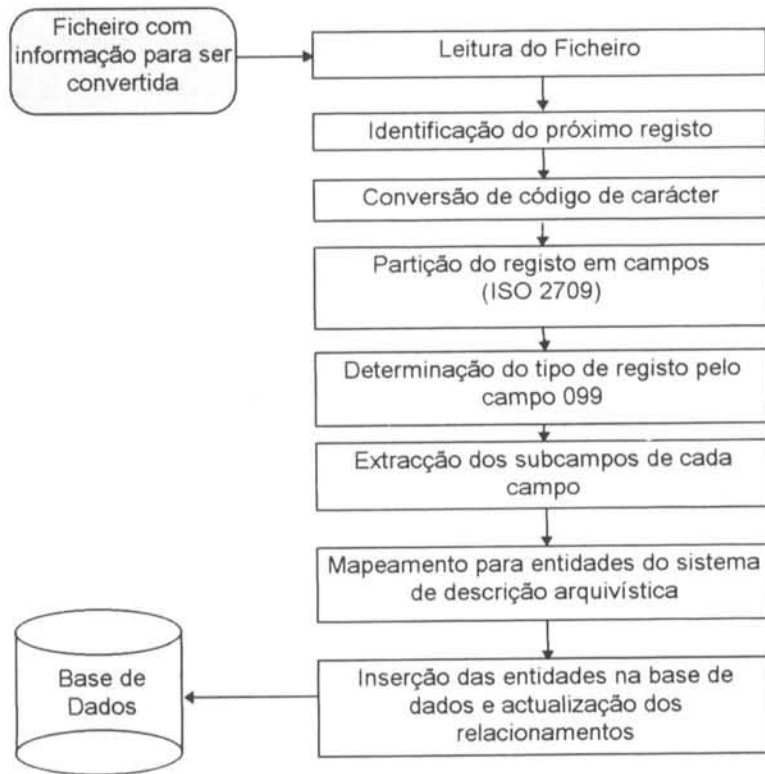 Ficheiro com
informação para ser
convertida
Leitura do Ficheiro
Identificação do próximo registo
Conversão de código de carácter
Partição do registo em campos
(ISO 2709)
Determinação do tipo de registo pelo
campo 099
Extracção dos subcampos de cada
campo
Mapeamento para entidades do sistema
de descrição arquivística
Inserção das entidades na base de
dados e actualização dos
relacionamentos
Base de
Dados